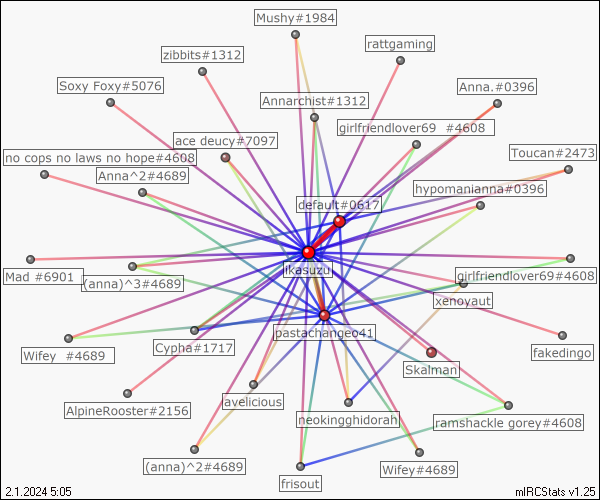 Mushy#1984
rattgaming
zibbits#1312
Soxy Foxy#5076
Anna.#0396
Annarchist#1312
girlfriendlover69 #4608
ace deucy#7097
Toucan#2473
no cops no laws no hope#4608
Anna^2#4689
hypomanianna#0396
default#0617
ikasuzu
Mad #6901
(anna)^3#4689
girlfriendlover69#4608
xenoyaut
pastachangeo41
Wifey #4689
Cypha#1717
fakedingo
Skalman
AlpineRooster#2156
avelicious
neokingghidorah
ramshackle gorey#4608
(anna)^2#4689
Wifey#4689
frisout
2.1.2024 5:05
mIRCStats v1.25